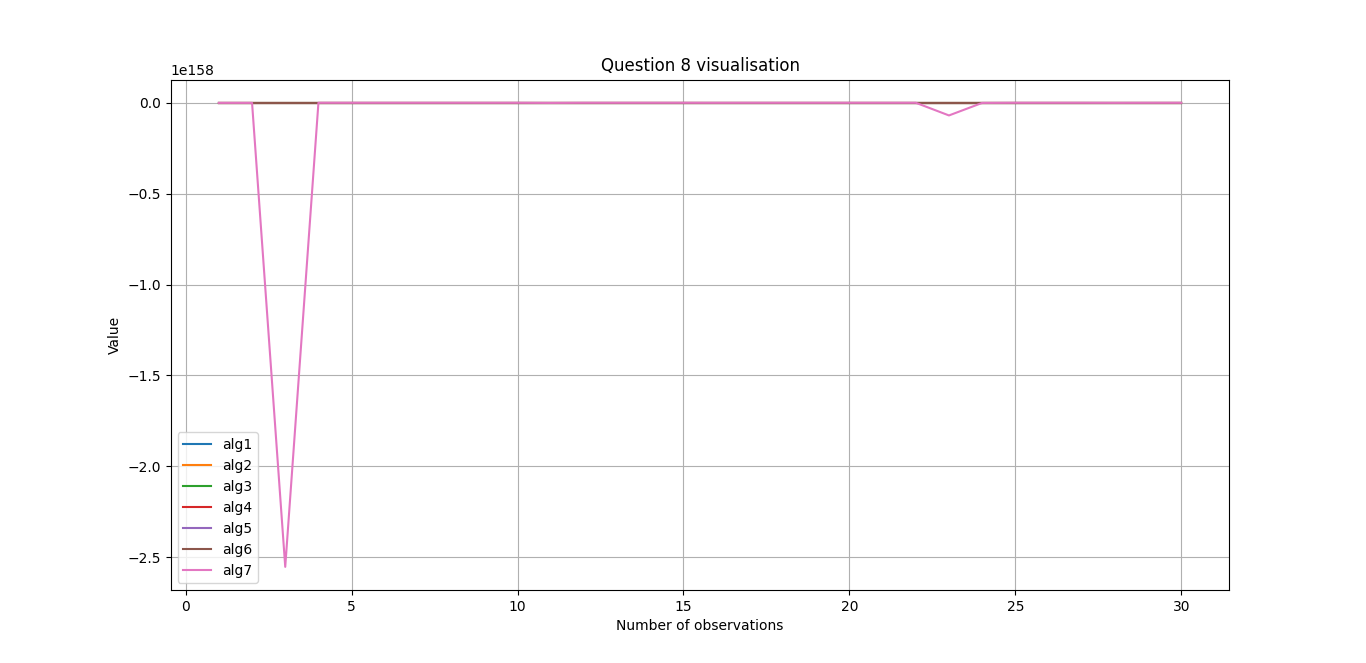 Question 8 visualisation
1e158
0.0
−0.5
−1.0
−1.5
−2.0
−2.5
Value
alg1
alg2
alg3
alg4
alg5
alg6
alg7
0 5 10 15 20 25 30
Number of observations